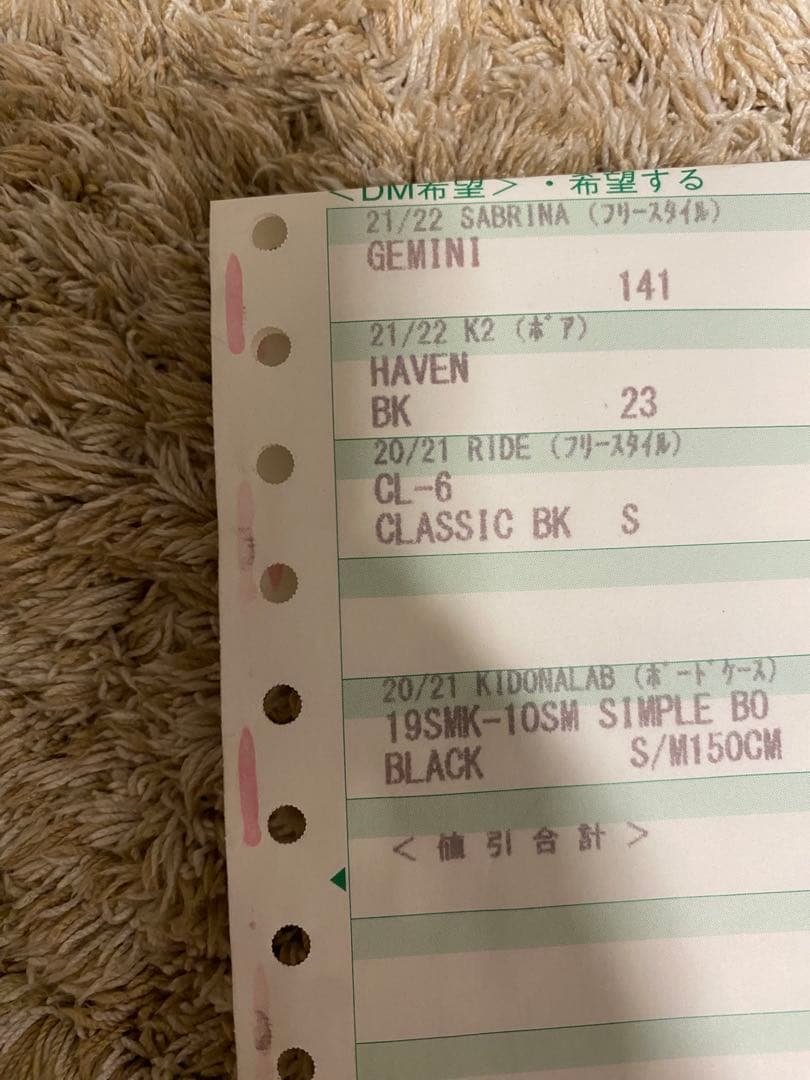 <DM希望>・希望する
21/22 SABRINA (ﾌﾘｰｽﾀｲﾙ)
GEMINI
141
21/22 K2 (ﾎﾞｱ)
HAVEN
BK 23
20/21 RIDE (ﾌﾘｰｽﾀｲﾙ)
CL-6
CLASSIC BK S
20/21 KIDONALAB (ﾎﾞｰﾄﾞｹｰｽ)
19SMK-10SM SIMPLE BO
BLACK S/M150CM
< 値 引 合 計 >